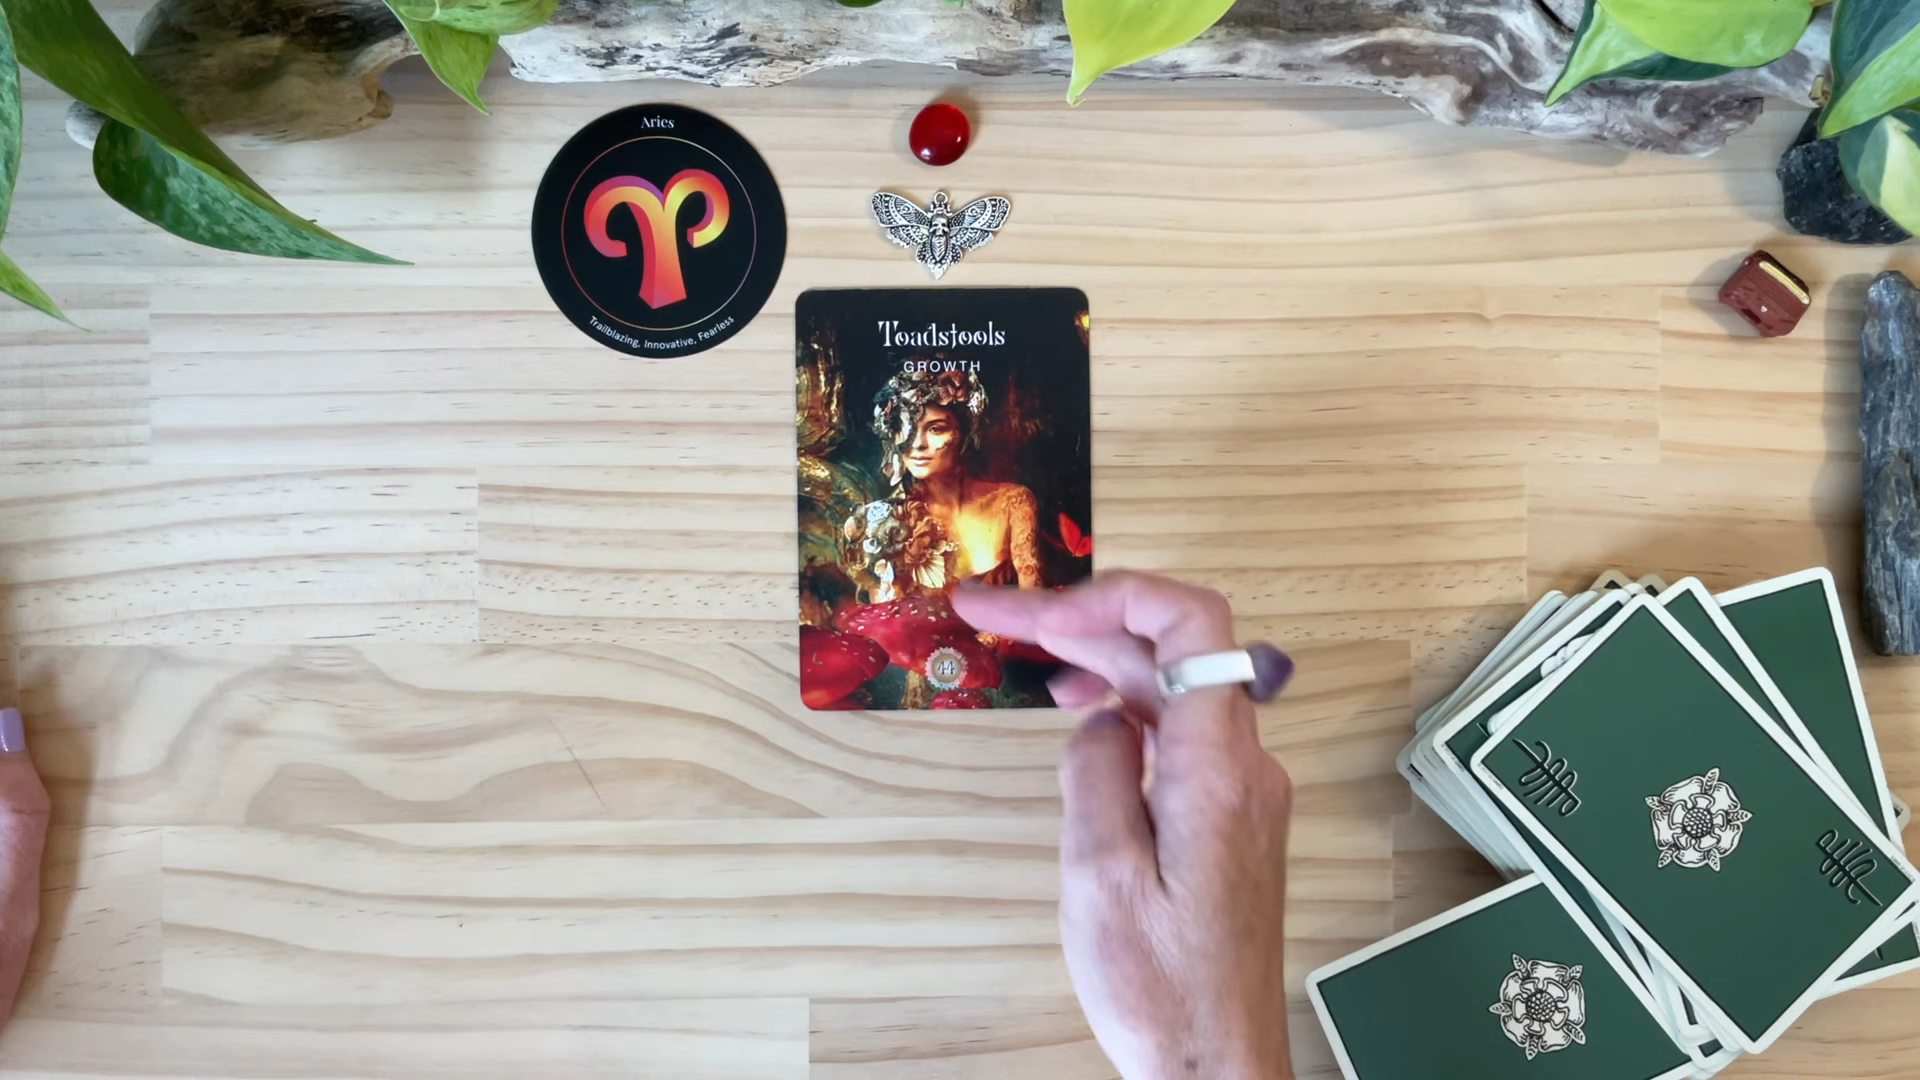 Aries
Trailblazing, Innovative, Fearless
Toadstools
GROWTH
44